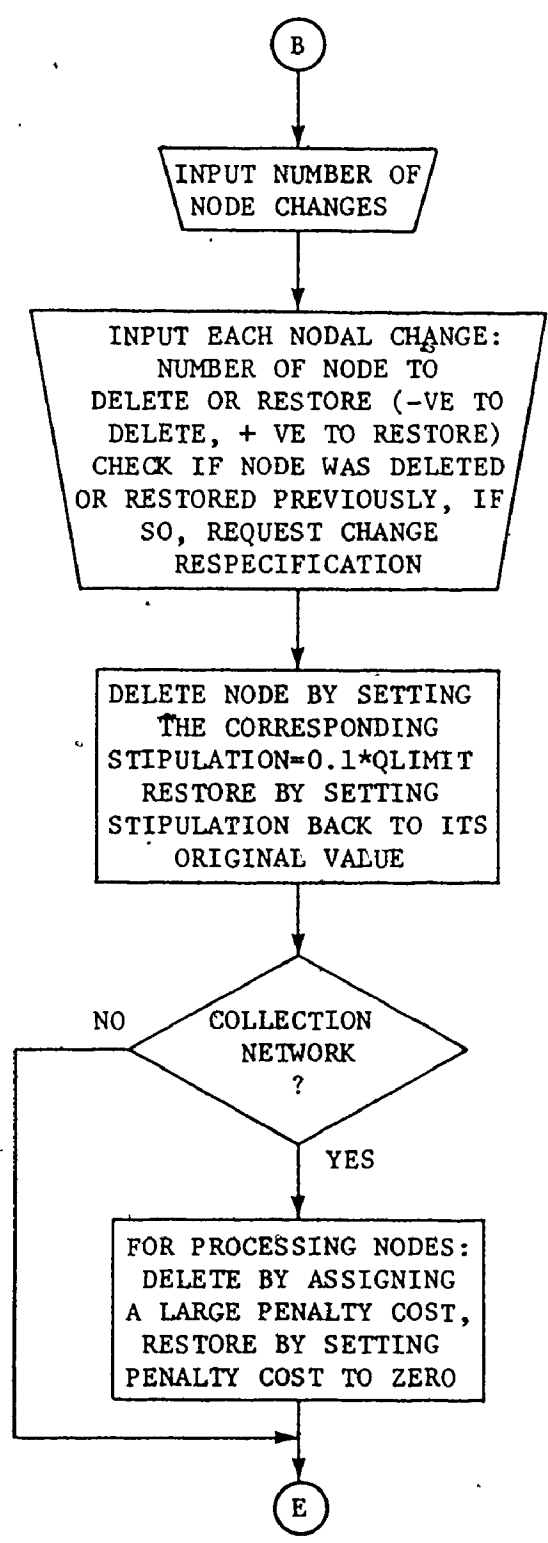 B
INPUT NUMBER OF
NODE CHANGES
INPUT EACH NODAL CHANGE:
NUMBER OF NODE TO
DELETE OR RESTORE (-VE TO
DELETE, + VE TO RESTORE)
CHECK IF NODE WAS DELETED
OR RESTORED PREVIOUSLY, IF
SO, REQUEST CHANGE
RESPECIFICATION
DELETE NODE BY SETTING
THE CORRESPONDING
STIPULATION=0.1*QLIMIT
RESTORE BY SETTING
STIPULATION BACK TO ITS
ORIGINAL VALUE
NO
COLLECTION
NETWORK
?
YES
FOR PROCESSING NODES:
DELETE BY ASSIGNING
A LARGE PENALTY COST,
RESTORE BY SETTING
PENALTY COST TO ZERO
E